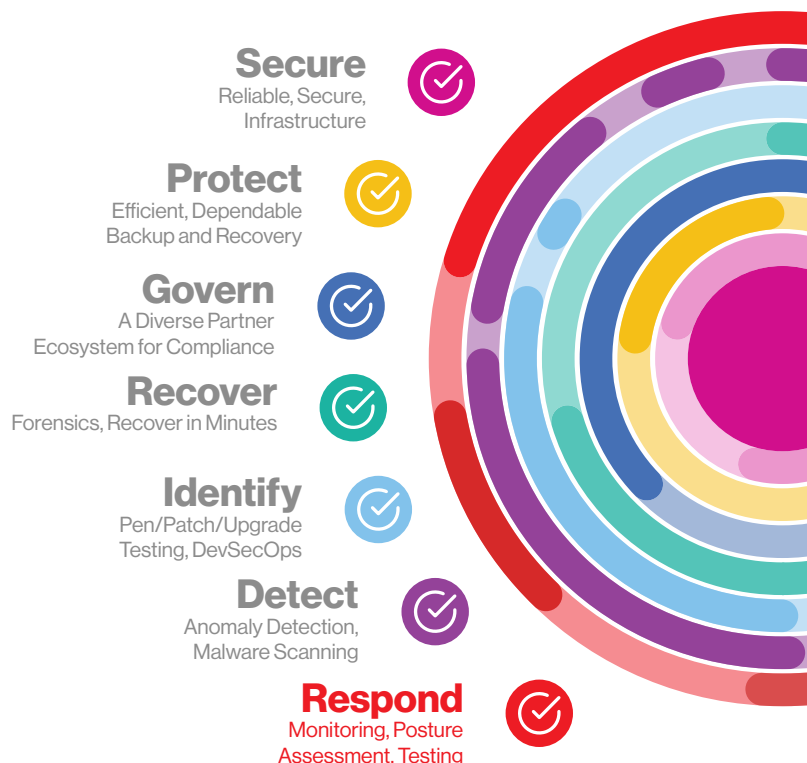 Secure
Reliable, Secure,
Infrastructure
Protect
Efficient, Dependable
Backup and Recovery
Govern
A Diverse Partner
Ecosystem for Compliance
Recover
Forensics, Recover in Minutes
Identify
Pen/Patch/Upgrade
Testing, DevSecOps
Detect
Anomaly Detection,
Malware Scanning
Respond
Monitoring, Posture
Assessment, Testing